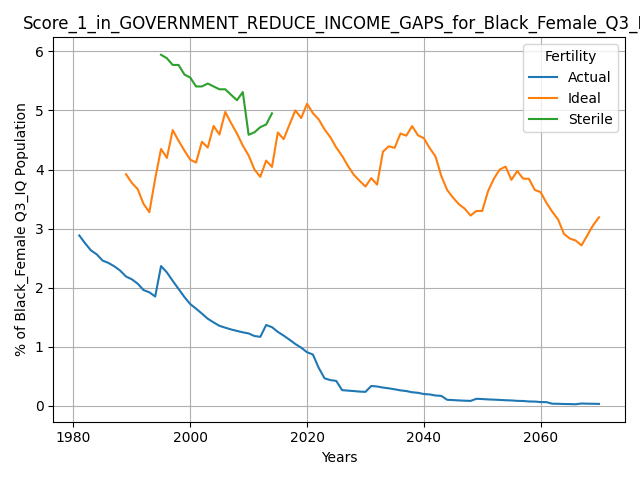 Score_1_in_GOVERNMENT_REDUCE_INCOME_GAPS_for_Black_Female_Q3_I
Fertility
Actual
Ideal
Sterile
% of Black_Female Q3_IQ Population
6
5
4
3
2
1
0
1980 2000 2020 2040 2060
Years